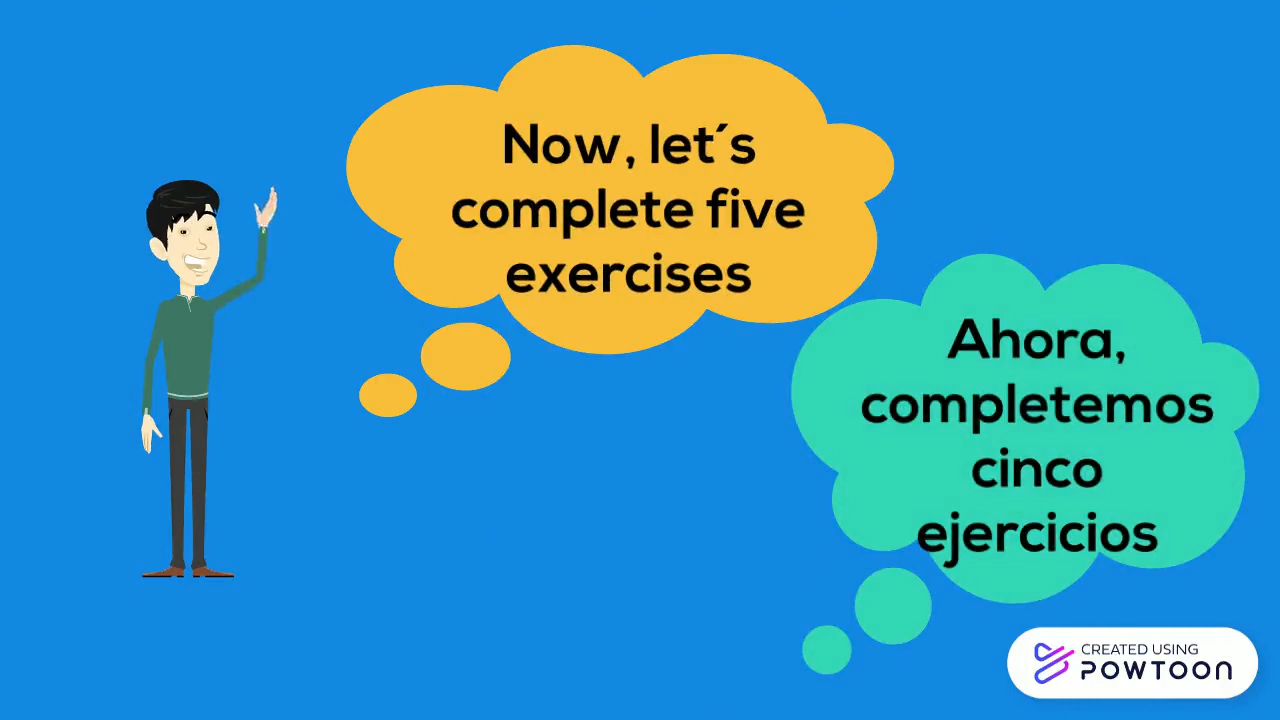 Now, let´s
complete five
exercises
Ahora,
completemos
cinco
ejercicios
CREATED USING
POWTOON